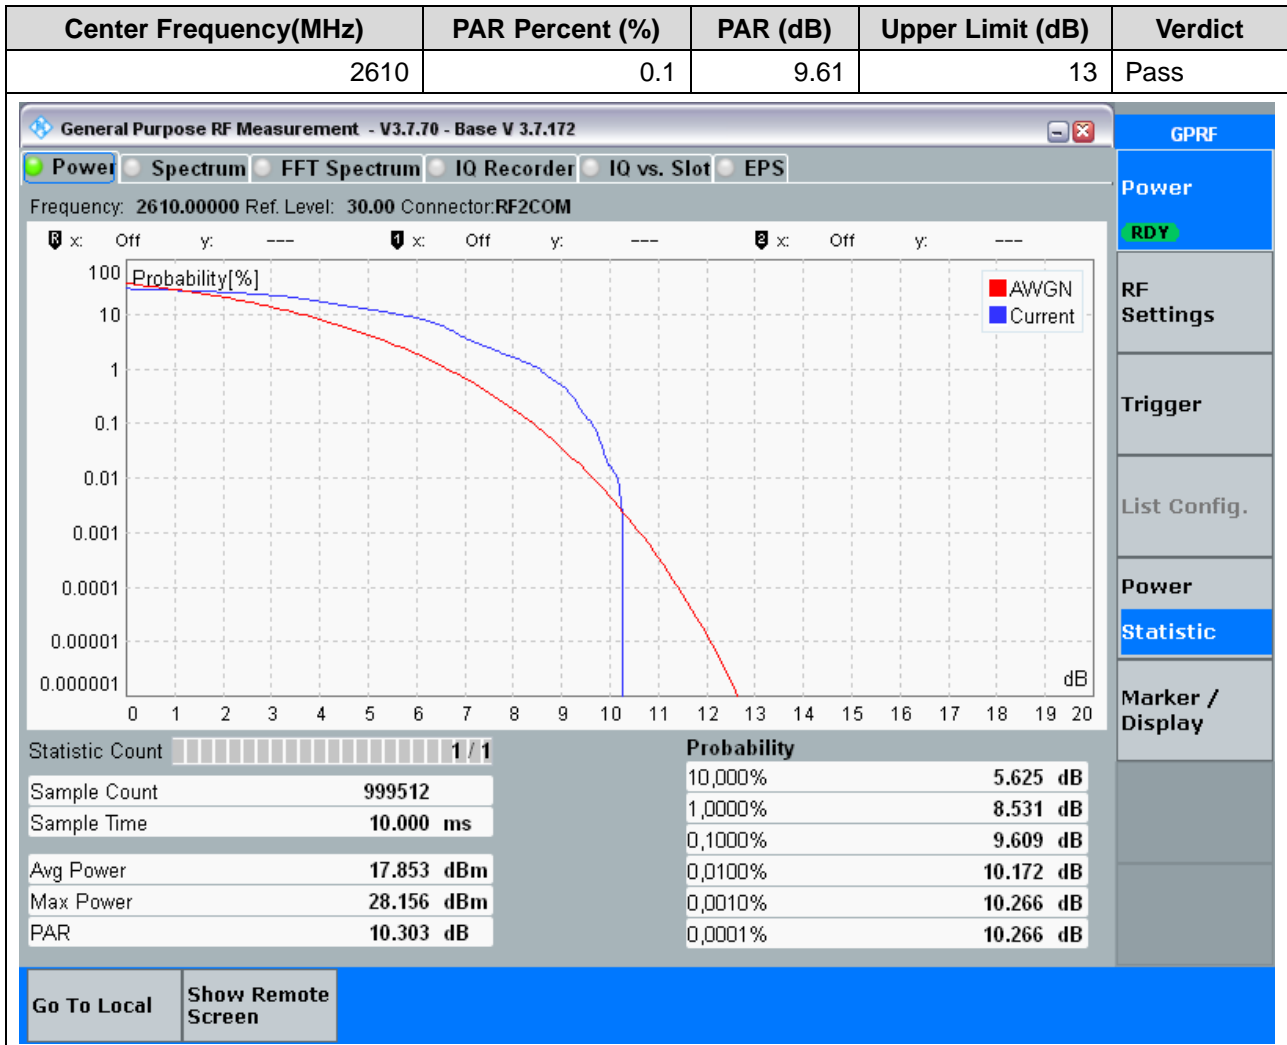 Center Frequency(MHz) PAR Percent (%) PAR (dB) Upper Limit (dB) Verdict
2610 0.1 9.61 13 Pass
General Purpose RF Measurement - V3.7.70 - Base V 3.7.172
GPRF
Power Spectrum FFT Spectrum IQ Recorder IQ vs. Slot EPS
Power
RDY
Frequency: 2610.00000 Ref. Level: 30.00 Connector:RF2COM
R x: Off y: --- 1 x: Off y: --- 2 x: Off y: ---
Probability[%]
100
10
1
0.1
0.01
0.001
0.0001
0.00001
0.000001
AWGN
Current
dB
0 1 2 3 4 5 6 7 8 9 10 11 12 13 14 15 16 17 18 19 20
RF
Settings
Trigger
List Config.
Power
Statistic
Marker /
Display
Statistic Count 1 / 1
Sample Count 999512
Sample Time 10.000 ms
Avg Power 17.853 dBm
Max Power 28.156 dBm
PAR 10.303 dB
Probability
10,000% 5.625 dB
1,0000% 8.531 dB
0,1000% 9.609 dB
0,0100% 10.172 dB
0,0010% 10.266 dB
0,0001% 10.266 dB
Go To Local
Show Remote
Screen